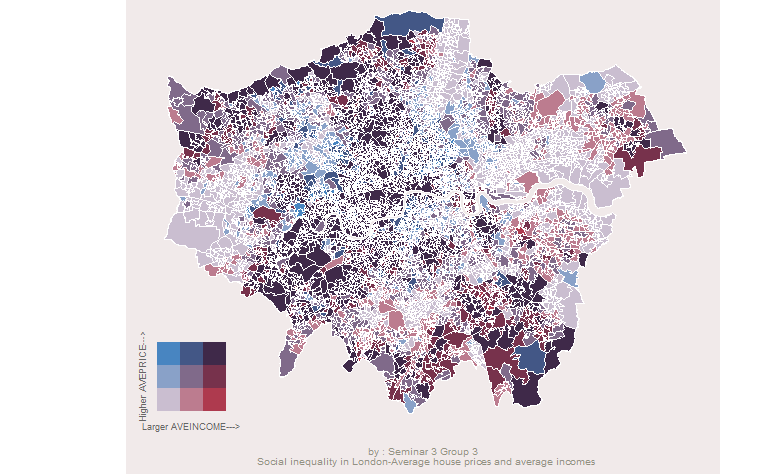 Higher AVEPRICE--->
Larger AVEINCOME--->
by : Seminar 3 Group 3
Social inequality in London-Average house prices and average incomes